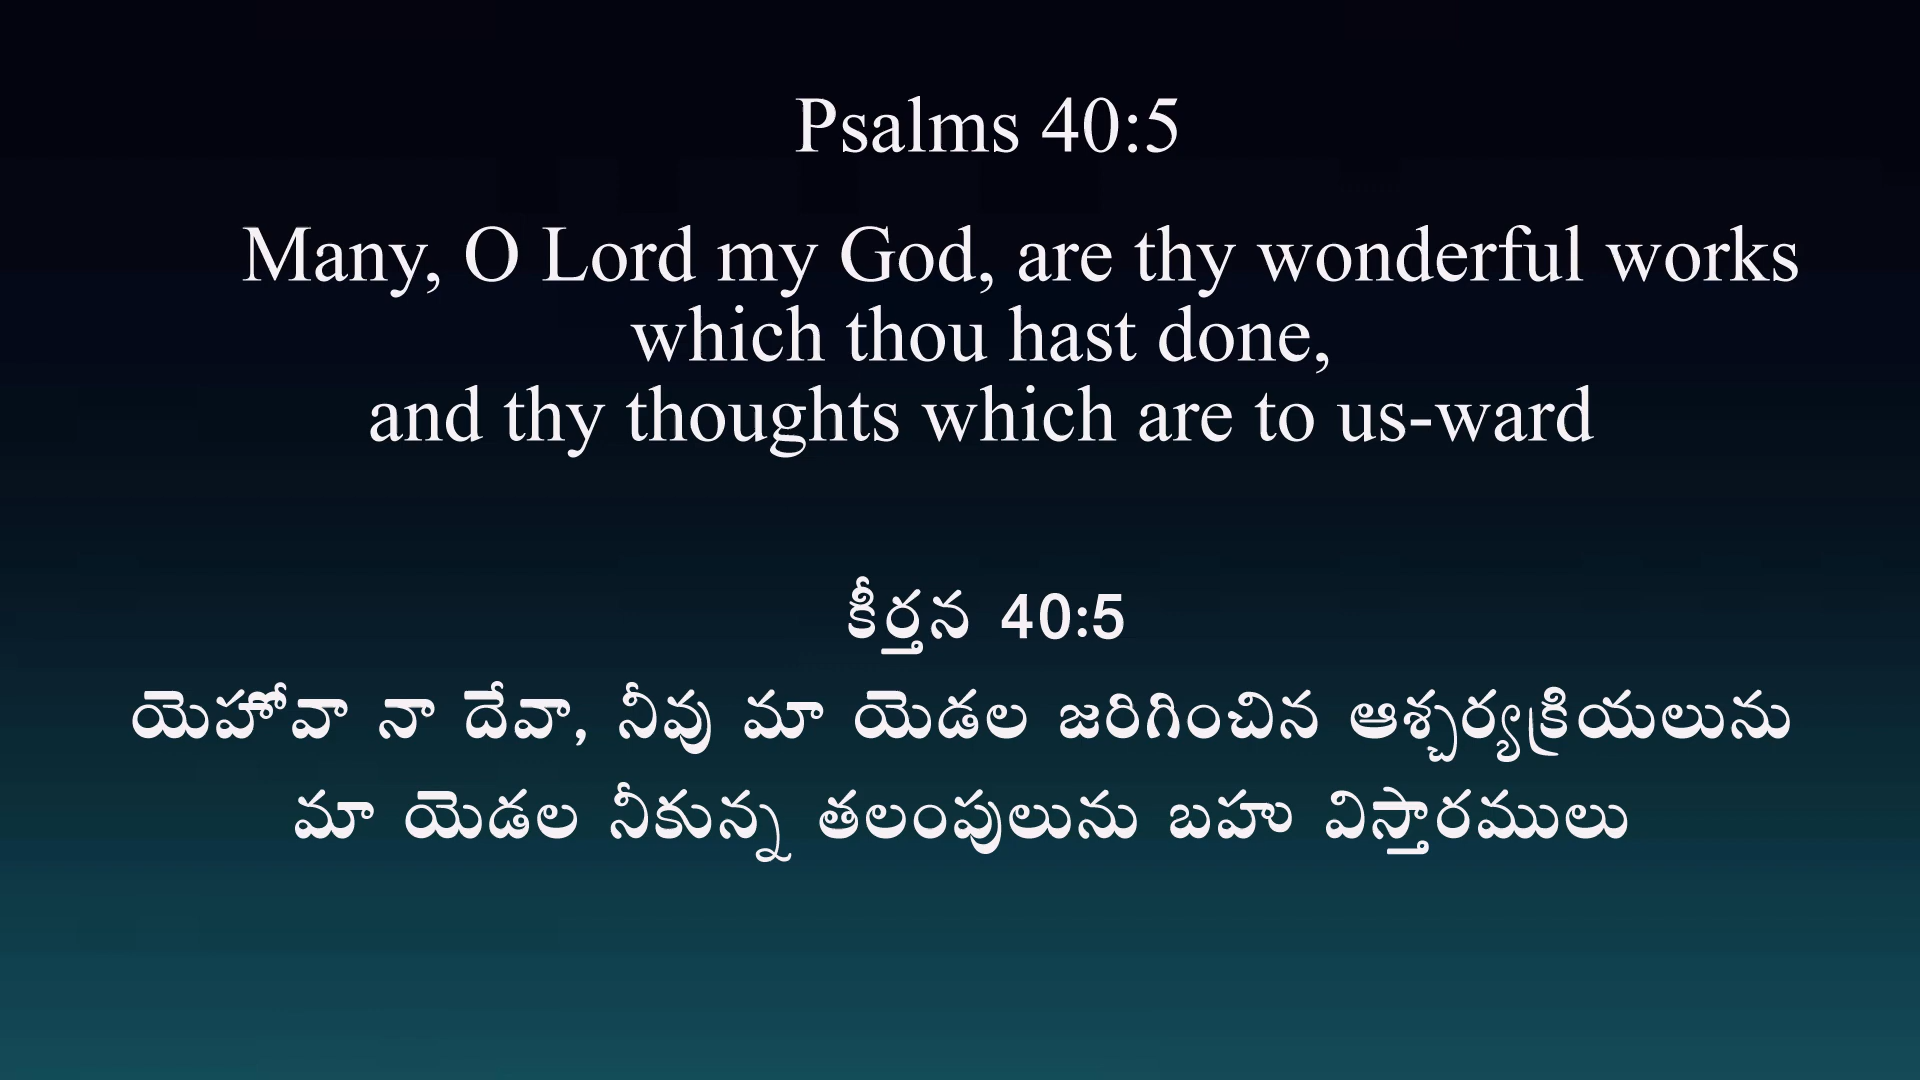 Psalms 40:5
Many, O Lord my God, are thy wonderful works
which thou hast done,
and thy thoughts which are to us-ward
కీర్తన 40:5
యెహోవా నా దేవా, నీవు మా యెడల జరిగించిన ఆశ్చర్యక్రియలును
మా యెడల నీకున్న తలంపులును బహు విస్తారములు